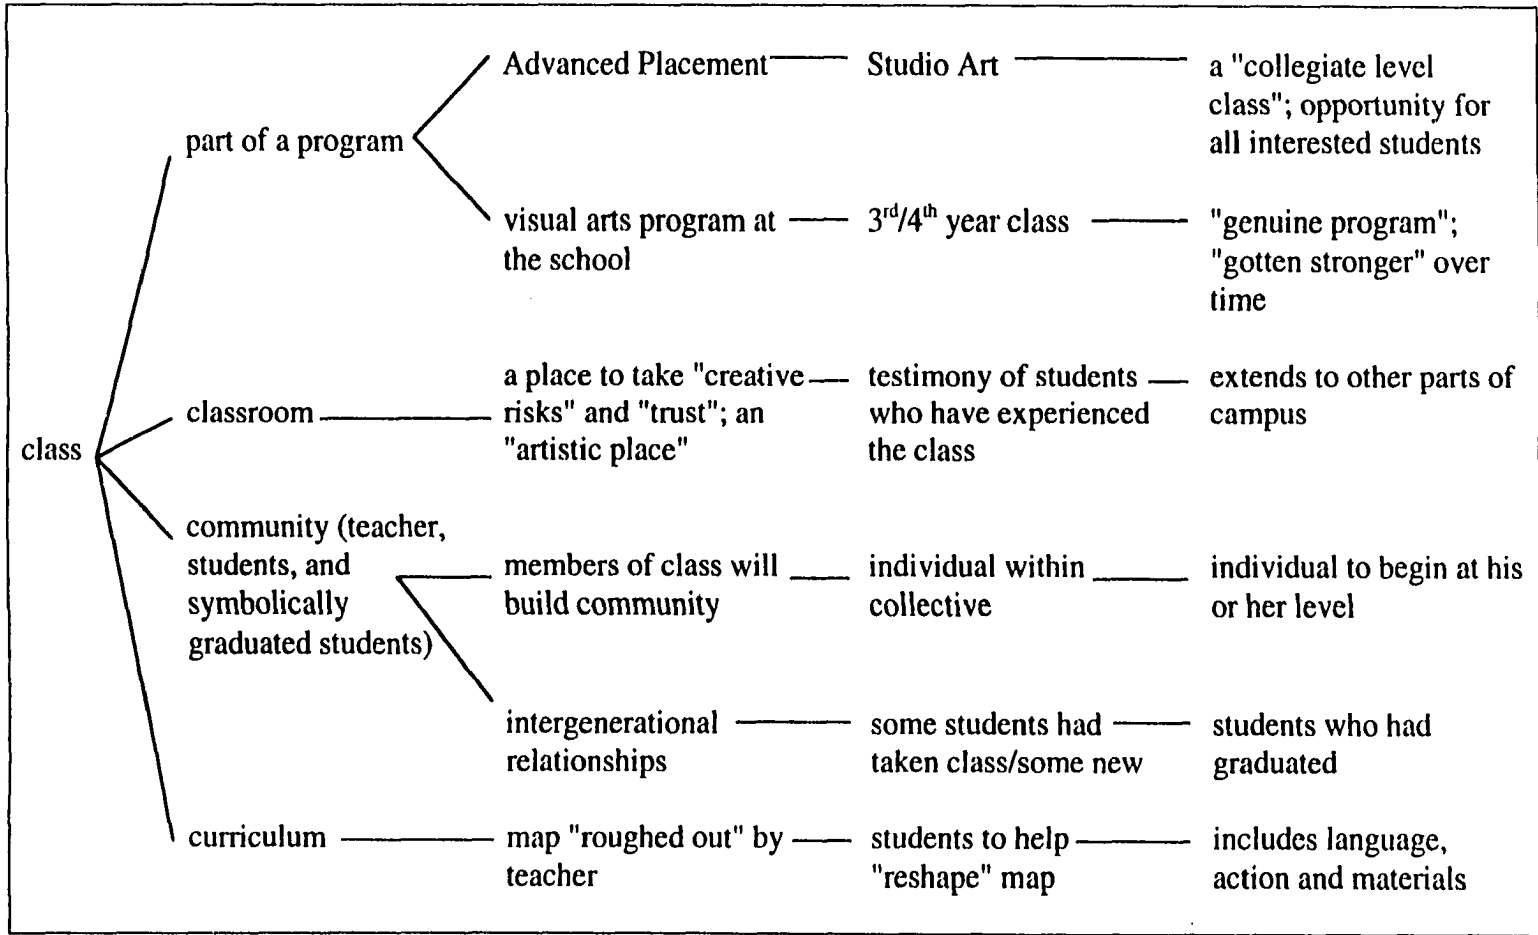 class
part of a program
Advanced Placement
Studio Art
a "collegiate level
class"; opportunity for
all interested students
visual arts program at
the school
3rd/4th year class
"genuine program";
"gotten stronger" over
time
classroom
a place to take "creative
risks" and "trust"; an
"artistic place"
testimony of students
who have experienced
the class
extends to other parts of
campus
community (teacher,
students, and
symbolically
graduated students)
members of class will
build community
individual within
collective
individual to begin at his
or her level
intergenerational
relationships
some students had
taken class/some new
students who had
graduated
curriculum
map "roughed out" by
teacher
students to help
"reshape" map
includes language,
action and materials